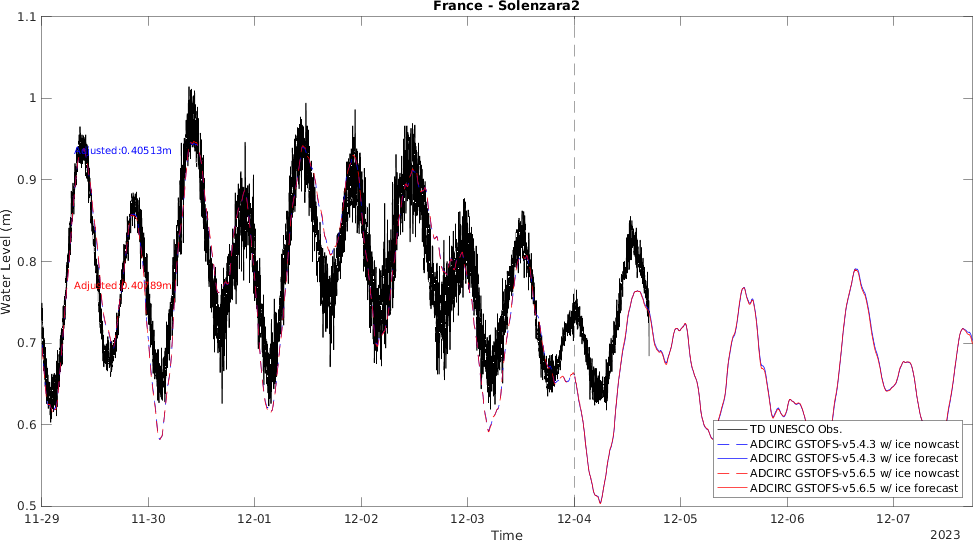 France - Solenzara2
1.1
1
0.9
0.8
0.7
0.6
0.5
Water Level (m)
Adjusted:0.40513m
TD UNESCO Obs.
ADCIRC GSTOFS-v5.4.3 w/ ice nowcast
ADCIRC GSTOFS-v5.4.3 w/ ice forecast
ADCIRC GSTOFS-v5.6.5 w/ ice nowcast
ADCIRC GSTOFS-v5.6.5 w/ ice forecast
11-29 11-30 12-01 12-02 12-03 12-04 12-05 12-06 12-07
Time
2023